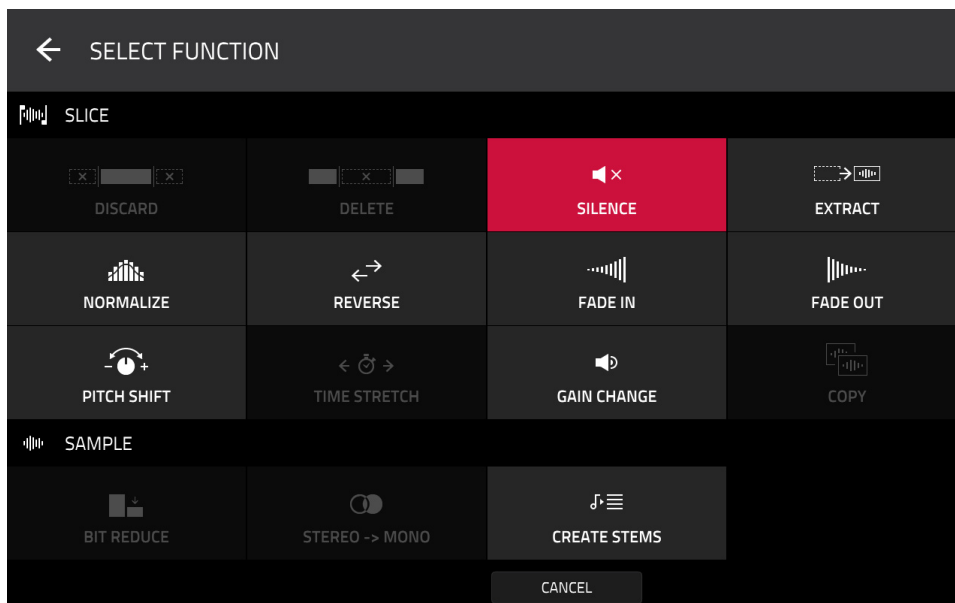 SELECT FUNCTION
SLICE
DISCARD
DELETE
SILENCE
EXTRACT
NORMALIZE
REVERSE
FADE IN
FADE OUT
PITCH SHIFT
TIME STRETCH
GAIN CHANGE
COPY
SAMPLE
BIT REDUCE
STEREO -> MONO
CREATE STEMS
CANCEL